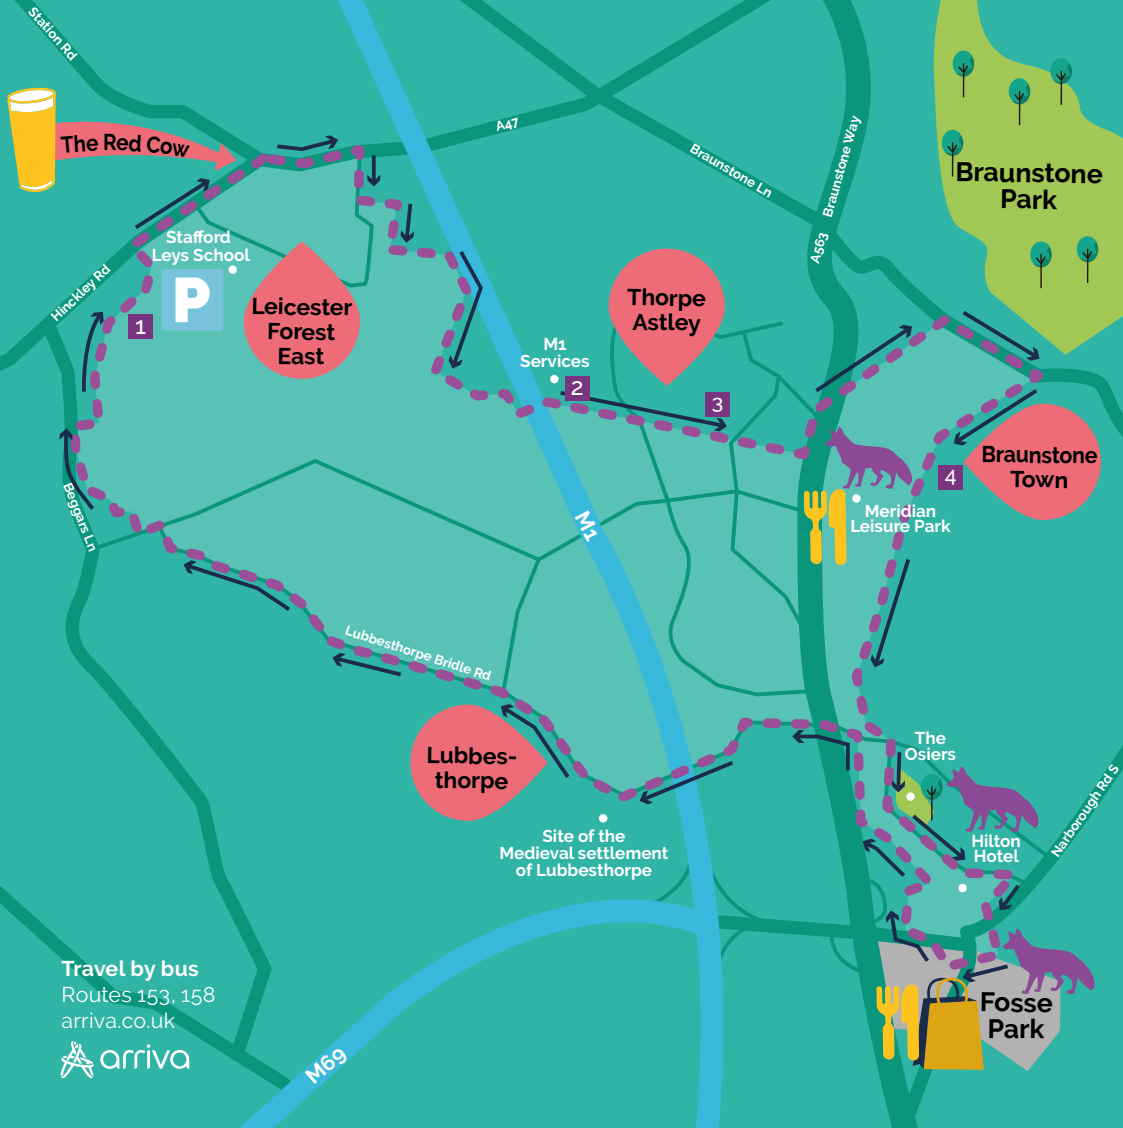 Station Rd
The Red Cow
A47
Braunstone Ln
Braunstone Way
A563
Braunstone
Park
Stafford
Leys School
P
Hinckley Rd
1
Leicester
Forest
East
Thorpe
Astley
M1
Services
2
3
4
Braunstone
Town
Meridian
Leisure Park
Beggars Ln
M1
Lubbesthorpe Bridle Rd
Lubbes-
thorpe
The
Osiers
Narborough Rd S
Hilton
Hotel
Site of the
Medieval settlement
of Lubbesthorpe
Travel by bus
Routes 153, 158
arriva.co.uk
arriva
M69
Fosse
Park